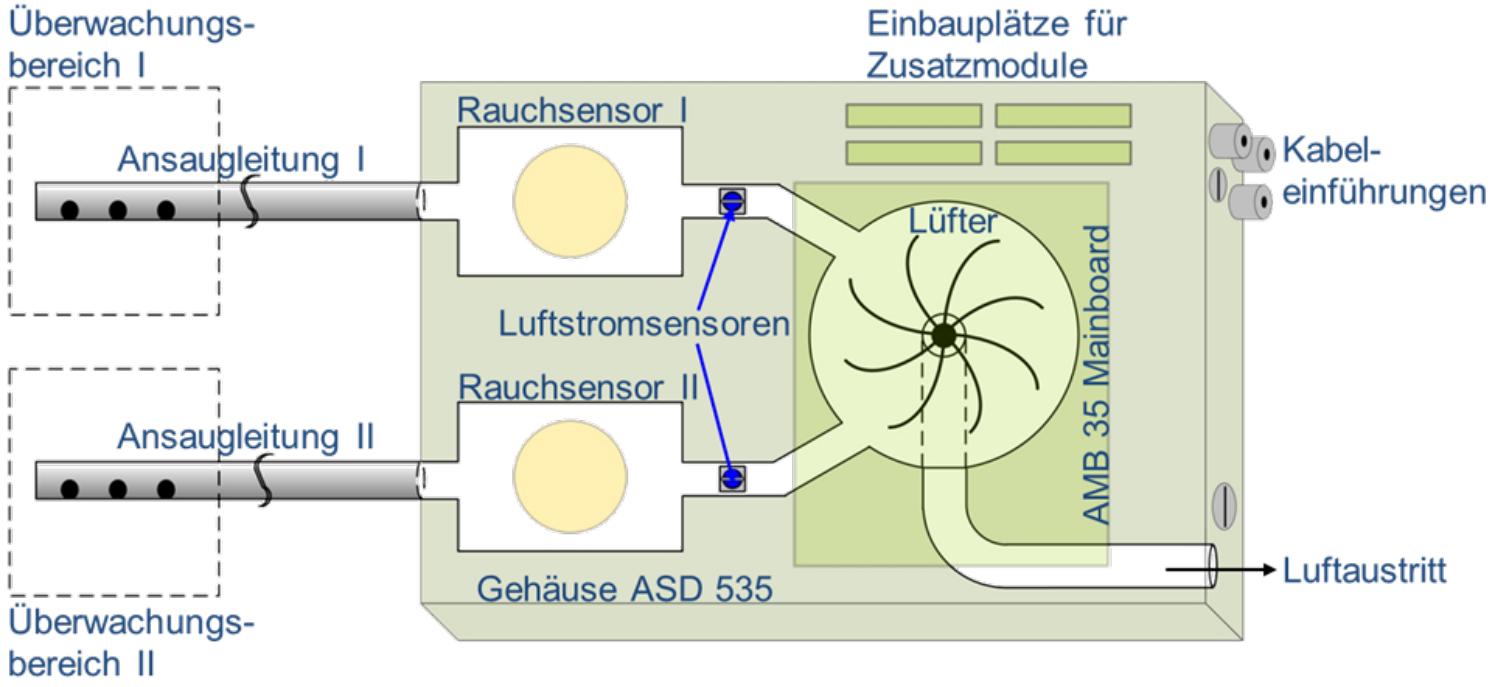 Überwachungs-
bereich I
Einbauplätze für
Zusatzmodule
Rauchsensor I
Ansaugleitung I
Kabel-
einführungen
Lüfter
AMB 35 Mainboard
Luftstromsensoren
Rauchsensor II
Ansaugleitung II
Luftaustritt
Gehäuse ASD 535
Überwachungs-
bereich II